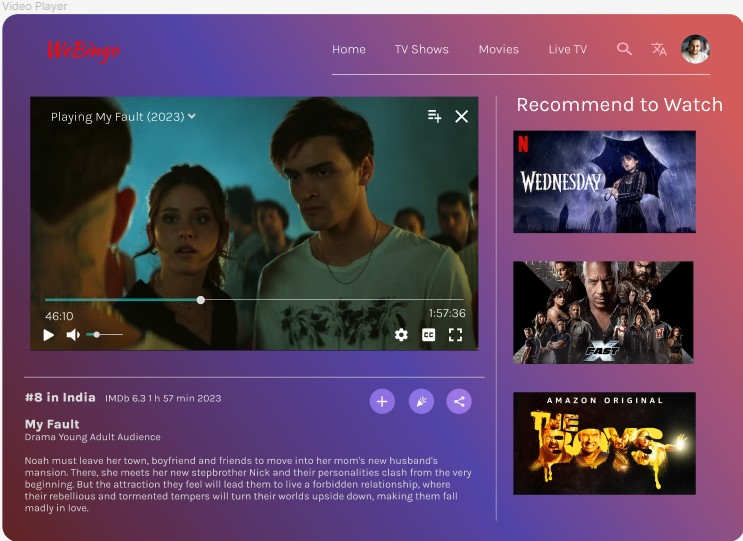 Video Player
WeBinge
Home TV Shows Movies Live TV
Playing My Fault (2023)
46:10
1:57:36
CC
#8 in India IMDb 6.3 1 h 57 min 2023
My Fault
Drama Young Adult Audience
Noah must leave her town, boyfriend and friends to move into her mom's new husband's
mansion. There, she meets her new stepbrother Nick and their personalities clash from the very
beginning. But the attraction they feel will lead them to live a forbidden relationship, where
their rebellious and tormented tempers will turn their worlds upside down, making them fall
madly in love.
Recommend to Watch
N
WEDNESDAY
FAST X
AMAZON ORIGINAL
THE
BOYS